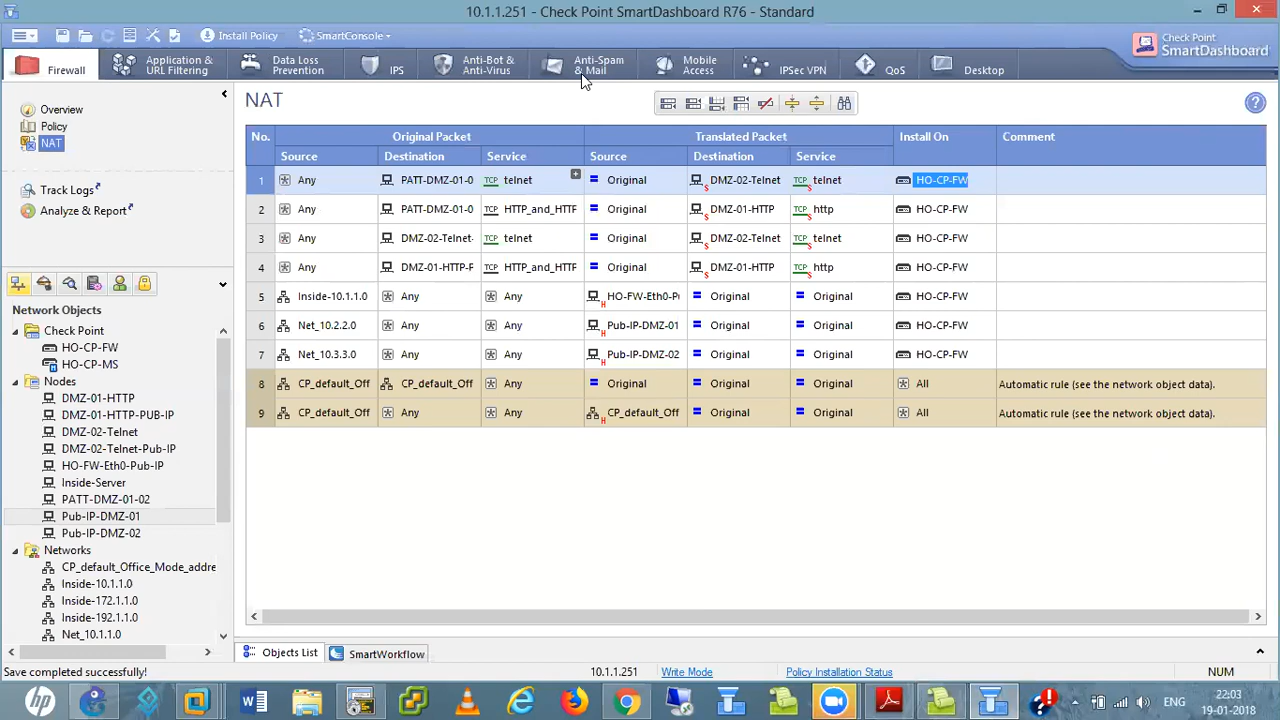 10.1.1.251 - Check Point SmartDashboard R76 - Standard
Install Policy SmartConsole
Check Point
SmartDashboard
Firewall
Application &
URL Filtering
Data Loss
Prevention
IPS
Anti-Bot &
Anti-Virus
Anti-Spam
& Mail
Mobile
Access
IPSec VPN
QoS
Desktop
Overview
Policy
NAT
Track Logs
Analyze & Report
Network Objects
Check Point
HO-CP-FW
HO-CP-MS
Nodes
DMZ-01-HTTP
DMZ-01-HTTP-PUB-IP
DMZ-02-Telnet
DMZ-02-Telnet-Pub-IP
HO-FW-Eth0-Pub-IP
Inside-Server
PATT-DMZ-01-02
Pub-IP-DMZ-01
Pub-IP-DMZ-02
Networks
CP_default_Office_Mode_addre
Inside-10.1.1.0
Inside-172.1.1.0
Inside-192.1.1.0
Net_10.1.1.0
NAT
No. Original Packet Translated Packet Install On Comment
Source Destination Service Source Destination Service
1 Any PATT-DMZ-01-0 TCP telnet = Original DMZ-02-Telnet TCP telnet HO-CP-FW
2 Any PATT-DMZ-01-0 TCP HTTP_and_HTTF = Original DMZ-01-HTTP TCP http HO-CP-FW
3 Any DMZ-02-Telnet- TCP telnet = Original DMZ-02-Telnet TCP telnet HO-CP-FW
4 Any DMZ-01-HTTP-F TCP HTTP_and_HTTF = Original DMZ-01-HTTP TCP http HO-CP-FW
5 Inside-10.1.1.0 Any Any HO-FW-Eth0-P = Original = Original HO-CP-FW
6 Net_10.2.2.0 Any Any Pub-IP-DMZ-01 = Original = Original HO-CP-FW
7 Net_10.3.3.0 Any Any Pub-IP-DMZ-02 = Original = Original HO-CP-FW
8 CP_default_Off CP_default_Off Any = Original = Original = Original All Automatic rule (see the network object data).
9 CP_default_Off Any Any CP_default_Off = Original = Original All Automatic rule (see the network object data).
Objects List SmartWorkflow
Save completed successfully! 10.1.1.251 Write Mode Policy Installation Status NUM
ENG
22:03
19-01-2018